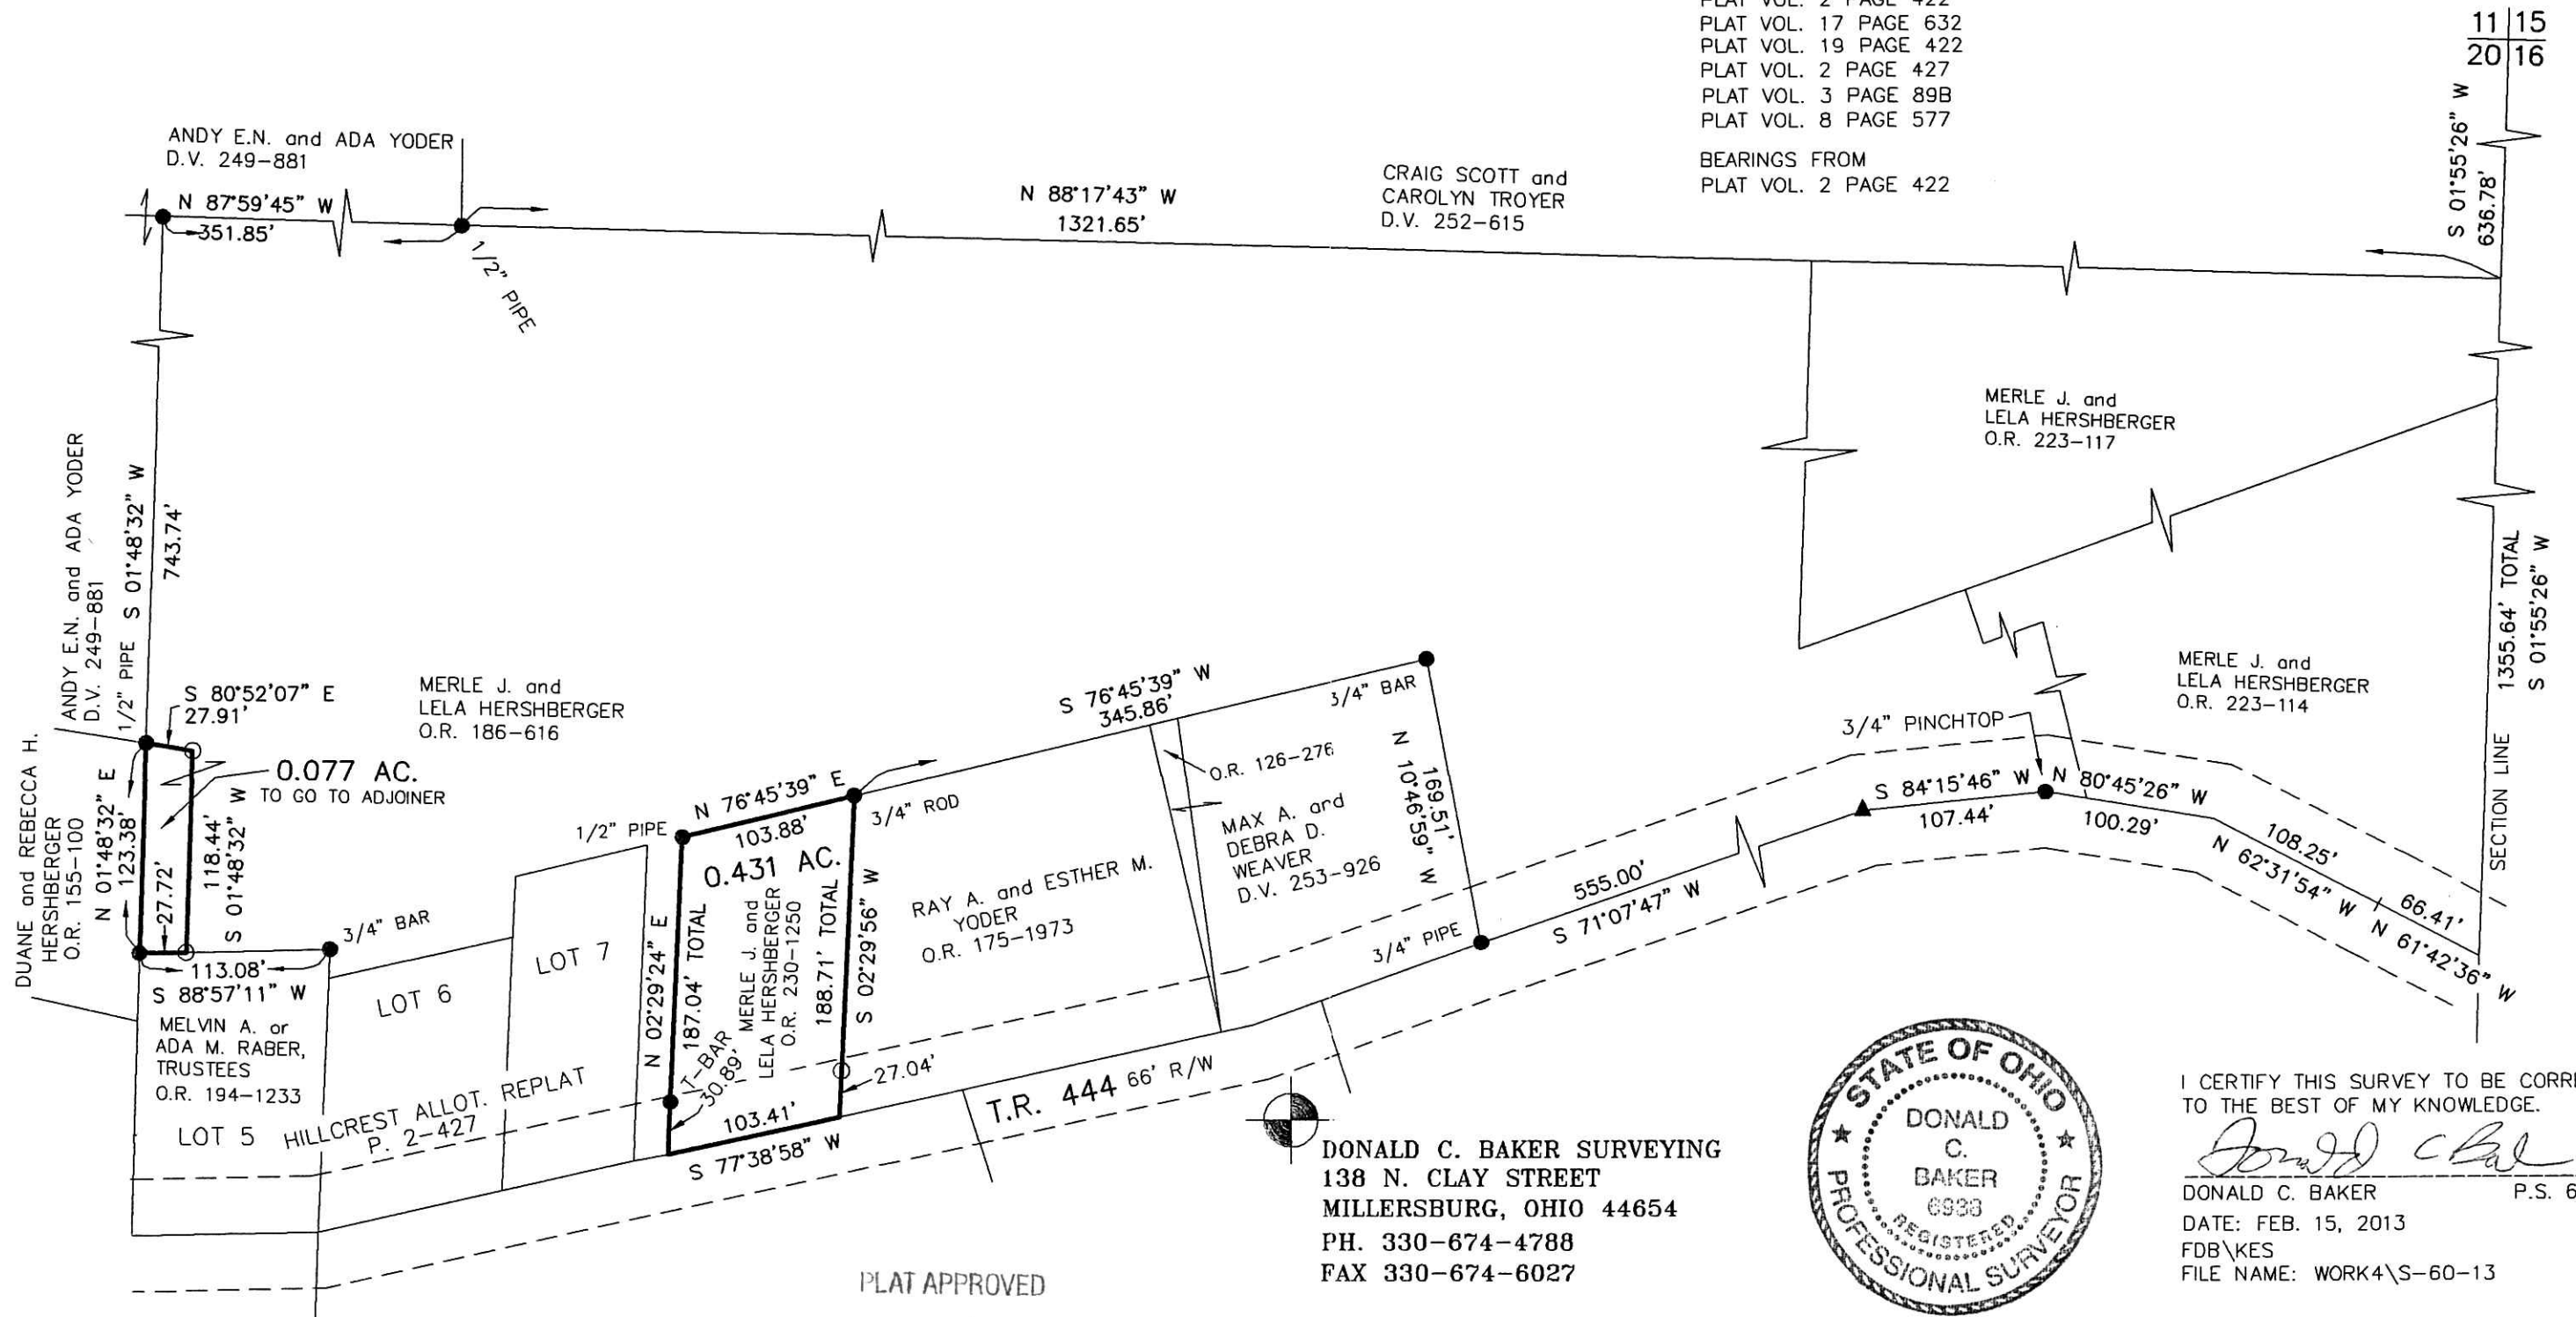 PLAT VOL. 2 PAGE 422
PLAT VOL. 17 PAGE 632
PLAT VOL. 19 PAGE 422
PLAT VOL. 2 PAGE 427
PLAT VOL. 3 PAGE 89B
PLAT VOL. 8 PAGE 577
BEARINGS FROM
PLAT VOL. 2 PAGE 422
11 15
20 16
S 01°55'26" W
636.78'
ANDY E.N. and ADA YODER
D.V. 249-881
N 87°59'45" W
351.85'
1/2" PIPE
N 88°17'43" W
1321.65'
CRAIG SCOTT and
CAROLYN TROYER
D.V. 252-615
MERLE J. and
LELA HERSHBERGER
O.R. 223-117
ANDY E.N. and ADA YODER
D.V. 249-881
1/2" PIPE
S 01°48'32" W
743.74'
S 80°52'07" E
27.91'
MERLE J. and
LELA HERSHBERGER
O.R. 186-616
0.077 AC.
TO GO TO ADJOINER
DUANE and REBECCA H.
HERSHBERGER
O.R. 155-100
N 01°48'32" E
123.38'
27.72'
118.44'
S 01°48'32" W
3/4" BAR
113.08'
S 88°57'11" W
MELVIN A. or
ADA M. RABER,
TRUSTEES
O.R. 194-1233
LOT 5
HILLCREST ALLOT. REPLAT
P. 2-427
LOT 6
LOT 7
1/2" PIPE
N 76°45'39" E
103.88'
3/4" ROD
0.431 AC.
N 02°29'24" E
187.04' TOTAL
T-BAR
30.89'
MERLE J. and
LELA HERSHBERGER
O.R. 230-1250
188.71' TOTAL
S 02°29'56" W
27.04'
103.41'
S 77°38'58" W
RAY A. and ESTHER M.
YODER
O.R. 175-1973
S 76°45'39" W
345.86'
3/4" BAR
O.R. 126-276
MAX A. and
DEBRA D.
WEAVER
D.V. 253-926
169.51'
N 10°46'59" W
3/4" PIPE
555.00'
S 71°07'47" W
3/4" PINCHTOP
S 84°15'46" W
107.44'
N 80°45'26" W
100.29'
108.25'
N 62°31'54" W
66.41'
N 61°42'36" W
MERLE J. and
LELA HERSHBERGER
O.R. 223-114
SECTION LINE
1355.64' TOTAL
S 01°55'26" W
T.R. 444 66' R/W
PLAT APPROVED
DONALD C. BAKER SURVEYING
138 N. CLAY STREET
MILLERSBURG, OHIO 44654
PH. 330-674-4788
FAX 330-674-6027
STATE OF OHIO
DONALD
C.
BAKER
6938
REGISTERED
PROFESSIONAL SURVEYOR
I CERTIFY THIS SURVEY TO BE CORR
TO THE BEST OF MY KNOWLEDGE.
Donald C Bak
DONALD C. BAKER P.S. 6
DATE: FEB. 15, 2013
FDB\KES
FILE NAME: WORK4\S-60-13